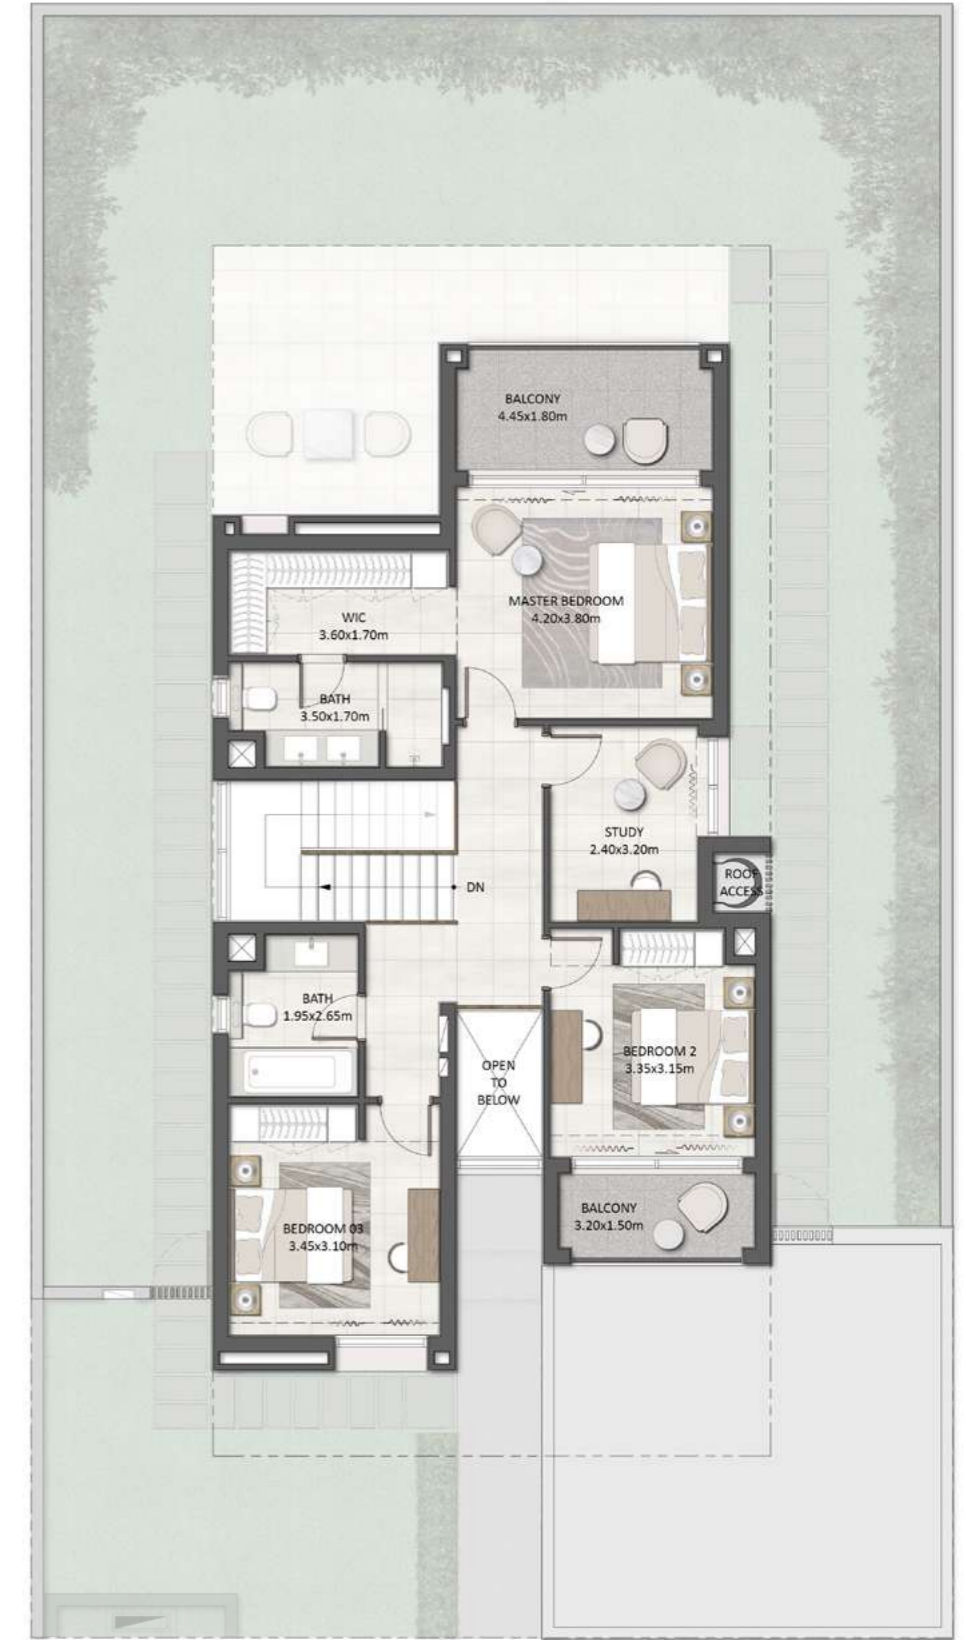 BALCONY
4.45x1.80m
MASTER BEDROOM
4.20x3.80m
WIC
3.60x1.70m
BATH
3.50x1.70m
STUDY
2.40x3.20m
ROOF
ACCESS
DN
BATH
1.95x2.65m
OPEN
TO
BELOW
BEDROOM 2
3.35x3.15m
BALCONY
3.20x1.50m
BEDROOM 03
3.45x3.10m